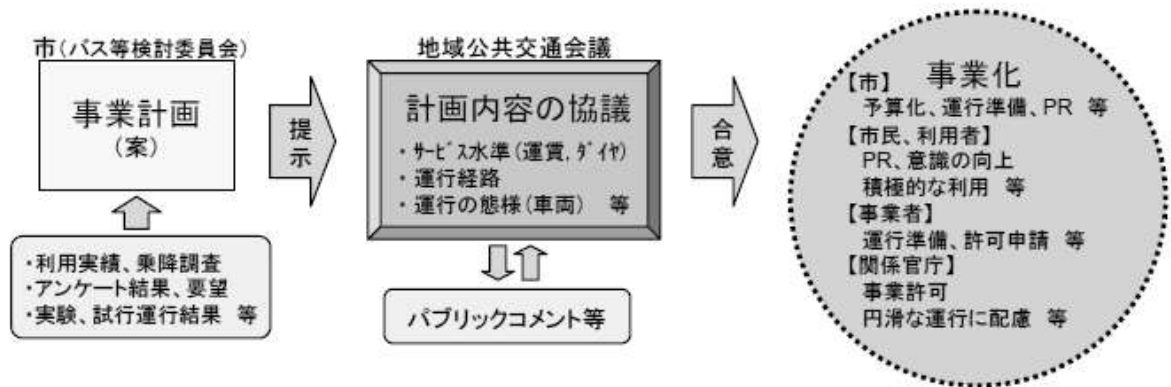 市(バス等検討委員会)
事業計画
(案)
・利用実績、乗降調査
・アンケート結果、要望
・実験、試行運行結果 等
提示
地域公共交通会議
計画内容の協議
・ｻｰﾋﾞｽ水準(運賃,ﾀﾞｲﾔ)
・運行経路
・運行の態様(車両) 等
パブリックコメント等
合意
事業化
【市】
予算化、運行準備、PR 等
【市民、利用者】
PR、意識の向上
積極的な利用 等
【事業者】
運行準備、許可申請 等
【関係官庁】
事業許可
円滑な運行に配慮 等